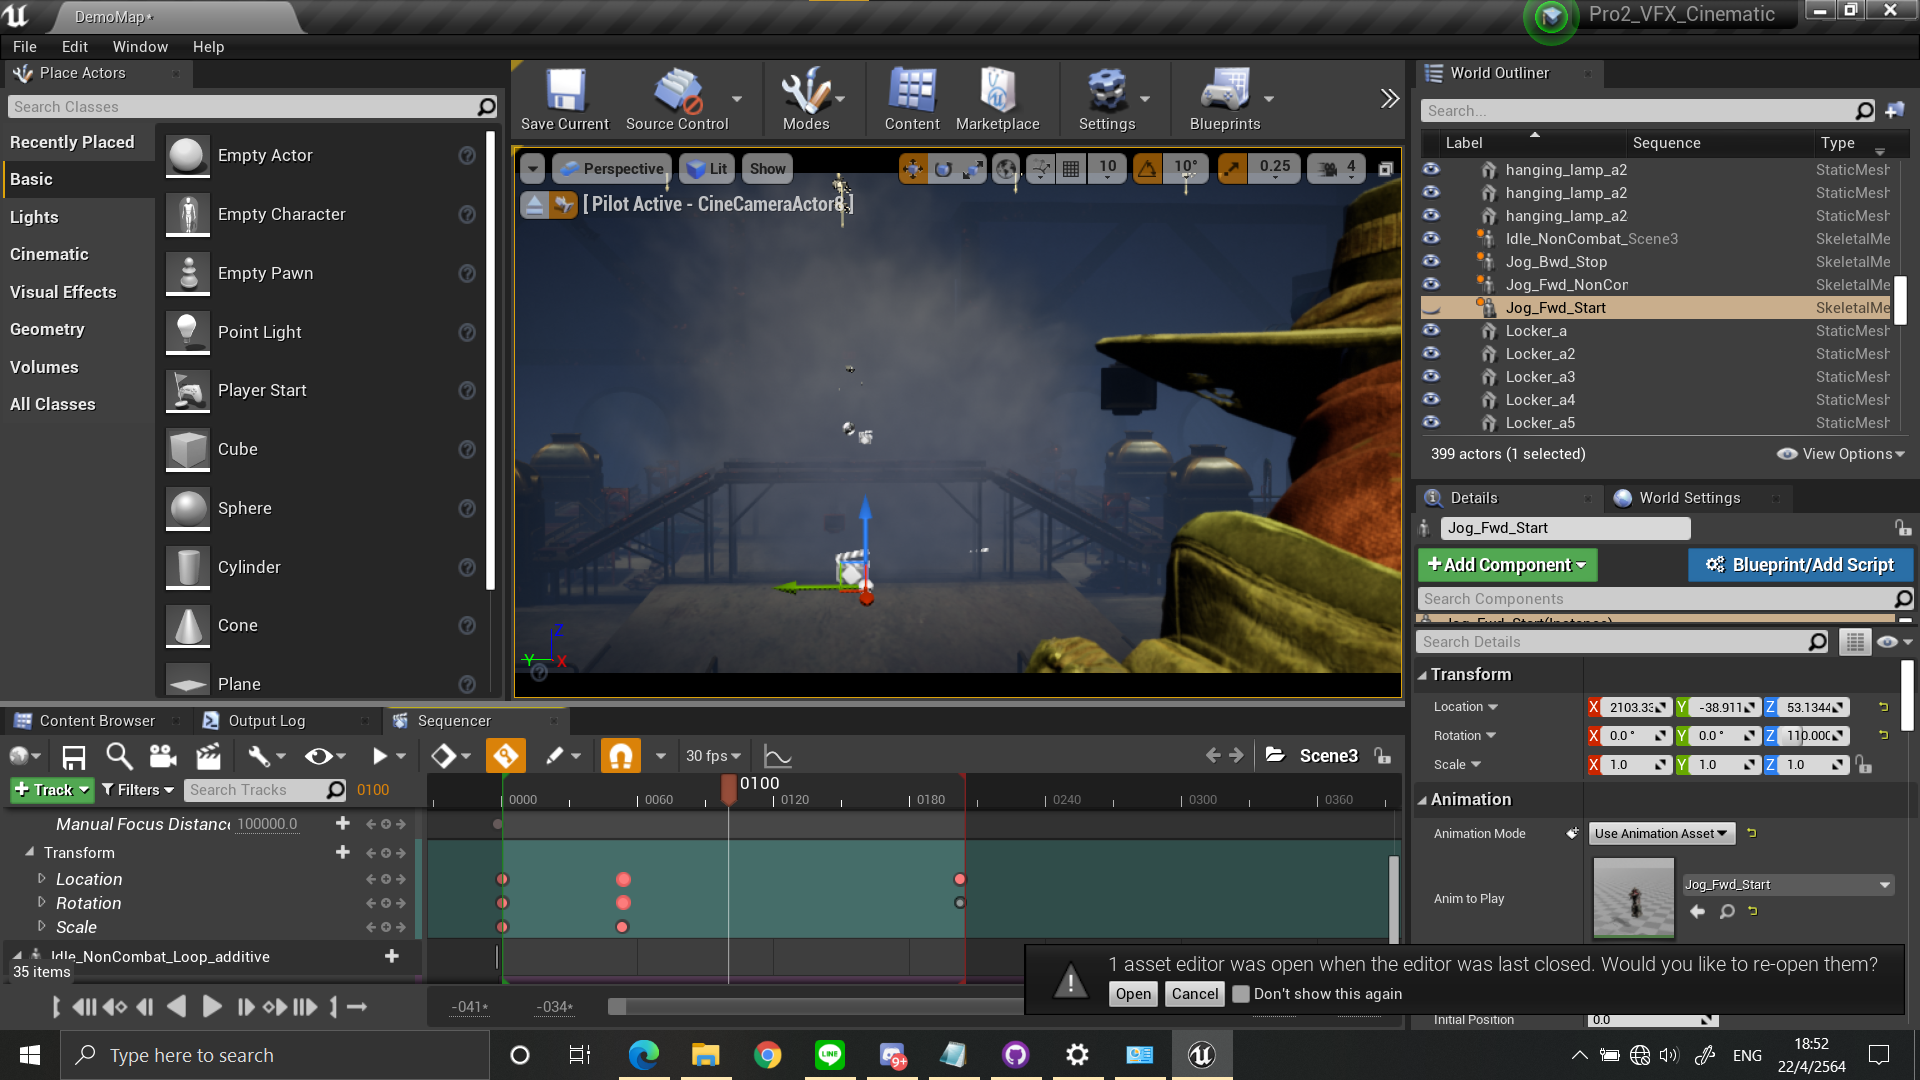 DemoMap*
Pro2_VFX_Cinematic
File Edit Window Help
Place Actors
Search Classes
Recently Placed
Basic
Lights
Cinematic
Visual Effects
Geometry
Volumes
All Classes
Empty Actor
Empty Character
Empty Pawn
Point Light
Player Start
Cube
Sphere
Cylinder
Cone
Plane
Save Current
Source Control
Modes
Content
Marketplace
Settings
Blueprints
Perspective Lit Show
10 10° 0.25 4
[ Pilot Active - CineCameraActor8 ]
Z
Y X
World Outliner
Search...
Label Sequence Type
hanging_lamp_a2 StaticMesh
hanging_lamp_a2 StaticMesh
hanging_lamp_a2 StaticMesh
Idle_NonCombat_ Scene3 SkeletalMe
Jog_Bwd_Stop SkeletalMe
Jog_Fwd_NonCom SkeletalMe
Jog_Fwd_Start SkeletalMe
Locker_a StaticMesh
Locker_a2 StaticMesh
Locker_a3 StaticMesh
Locker_a4 StaticMesh
Locker_a5 StaticMesh
399 actors (1 selected) View Options
Details World Settings
Jog_Fwd_Start
+Add Component Blueprint/Add Script
Search Components
Jog_Fwd_Start(Instance)
Search Details
Transform
Location X 2103.33 Y -38.911 Z 53.1344
Rotation X 0.0 ° Y 0.0 ° Z 110.000
Scale X 1.0 Y 1.0 Z 1.0
Animation
Animation Mode Use Animation Asset
Anim to Play Jog_Fwd_Start
Initial Position 0.0
Content Browser Output Log Sequencer
30 fps Scene3
+ Track Filters Search Tracks 0100
0100
0000 0060 0120 0180 0240 0300 0360
Manual Focus Distance 100000.0
Transform
Location
Rotation
Scale
Idle_NonCombat_Loop_additive
35 items
-041* -034*
1 asset editor was open when the editor was last closed. Would you like to re-open them?
Open Cancel Don't show this again
Type here to search
9+
ENG
18:52
22/4/2564